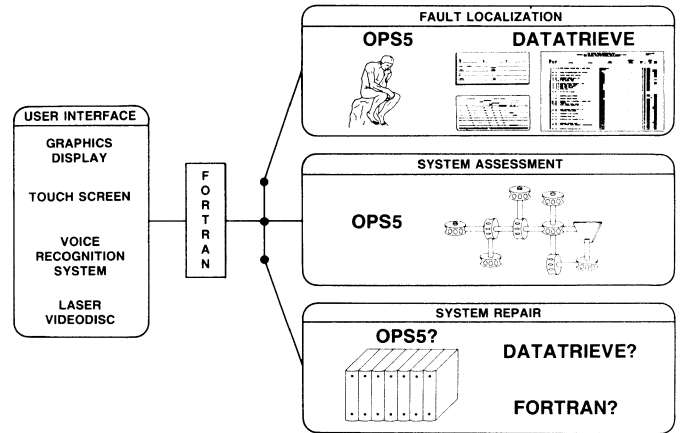 USER INTERFACE
GRAPHICS
DISPLAY
TOUCH SCREEN
VOICE
RECOGNITION
SYSTEM
LASER
VIDEODISC
FORTRAN
FAULT LOCALIZATION
OPS5
DATATRIEVE
SYSTEM ASSESSMENT
OPS5
SYSTEM REPAIR
OPS5?
DATATRIEVE?
FORTRAN?